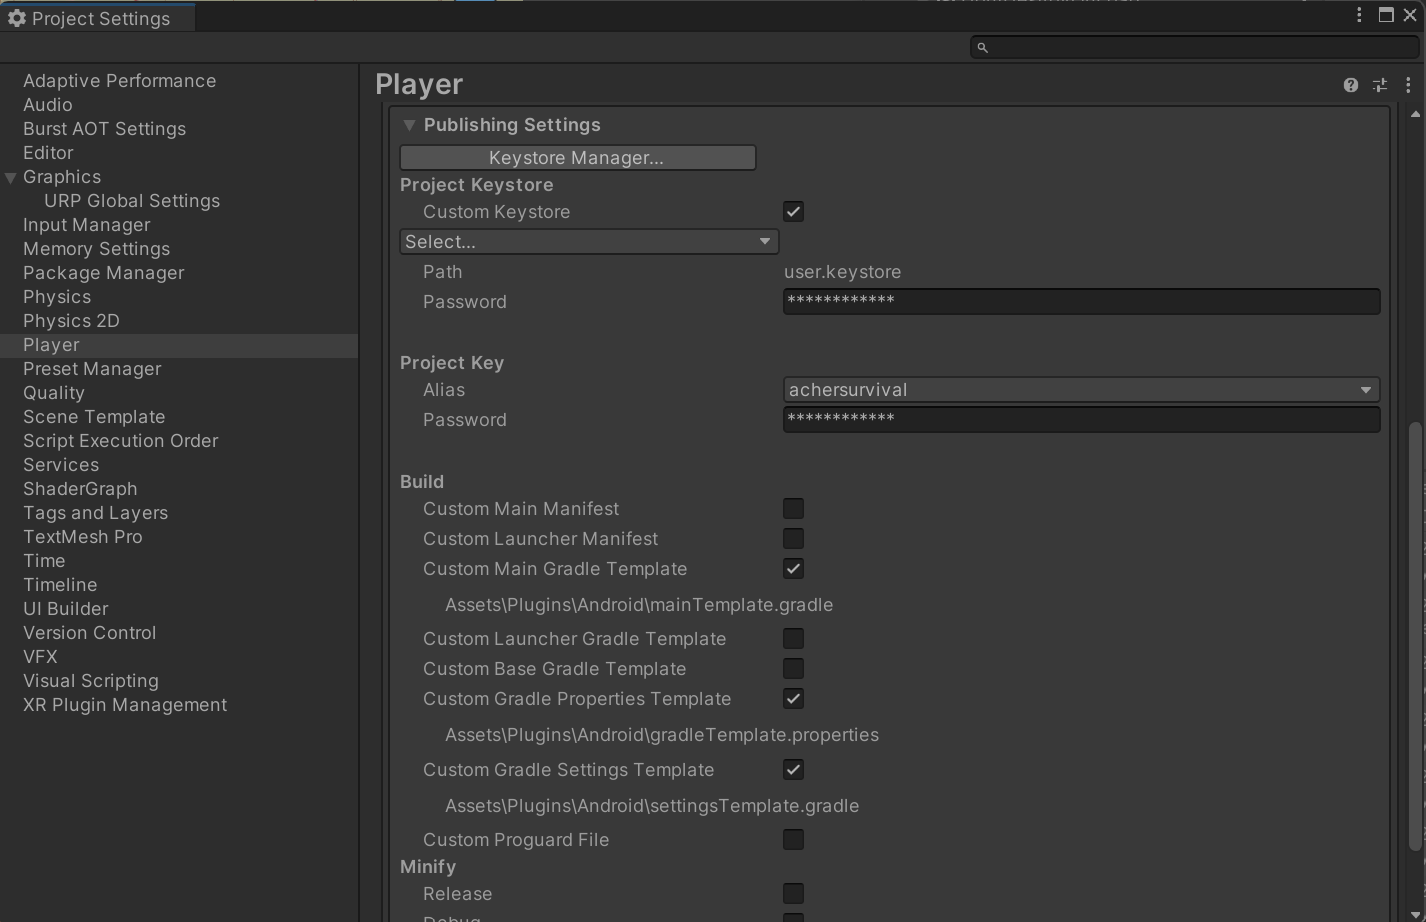 Project Settings
Adaptive Performance
Audio
Burst AOT Settings
Editor
Graphics
URP Global Settings
Input Manager
Memory Settings
Package Manager
Physics
Physics 2D
Player
Preset Manager
Quality
Scene Template
Script Execution Order
Services
ShaderGraph
Tags and Layers
TextMesh Pro
Time
Timeline
UI Builder
Version Control
VFX
Visual Scripting
XR Plugin Management
Player
Publishing Settings
Keystore Manager...
Project Keystore
Custom Keystore
Select...
Path user.keystore
Password ************
Project Key
Alias achersurvival
Password ************
Build
Custom Main Manifest
Custom Launcher Manifest
Custom Main Gradle Template
Assets\Plugins\Android\mainTemplate.gradle
Custom Launcher Gradle Template
Custom Base Gradle Template
Custom Gradle Properties Template
Assets\Plugins\Android\gradleTemplate.properties
Custom Gradle Settings Template
Assets\Plugins\Android\settingsTemplate.gradle
Custom Proguard File
Minify
Release
Debug